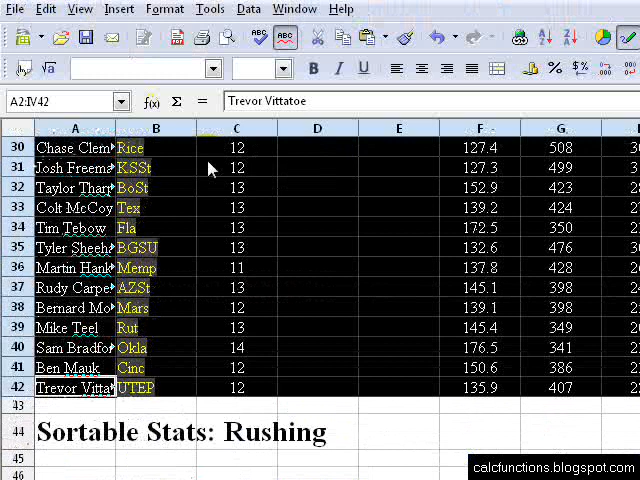 File Edit View Insert Format Tools Data Window Help
ABC ABC
A2:IV42 f(x) Σ = Trevor Vittatoe
A B C D E F G
30 Chase Clem Rice 12 127.4 508
31 Josh Freema KSSt 12 127.3 499
32 Taylor Tharp BoSt 13 152.9 423
33 Colt McCoy Tex 13 139.2 424
34 Tim Tebow Fla 13 172.5 350
35 Tyler Sheeha BGSU 13 132.6 476
36 Martin Hank Memp 11 137.8 428
37 Rudy Carpe AZSt 13 145.1 398
38 Bernard Mo Mars 12 139.1 398
39 Mike Teel Rut 13 145.4 349
40 Sam Bradfor Okla 14 176.5 341
41 Ben Mauk Cinc 12 150.6 386
42 Trevor Vitta UTEP 12 135.9 407
43
44 Sortable Stats: Rushing
45
46
calcfunctions.blogspot.com